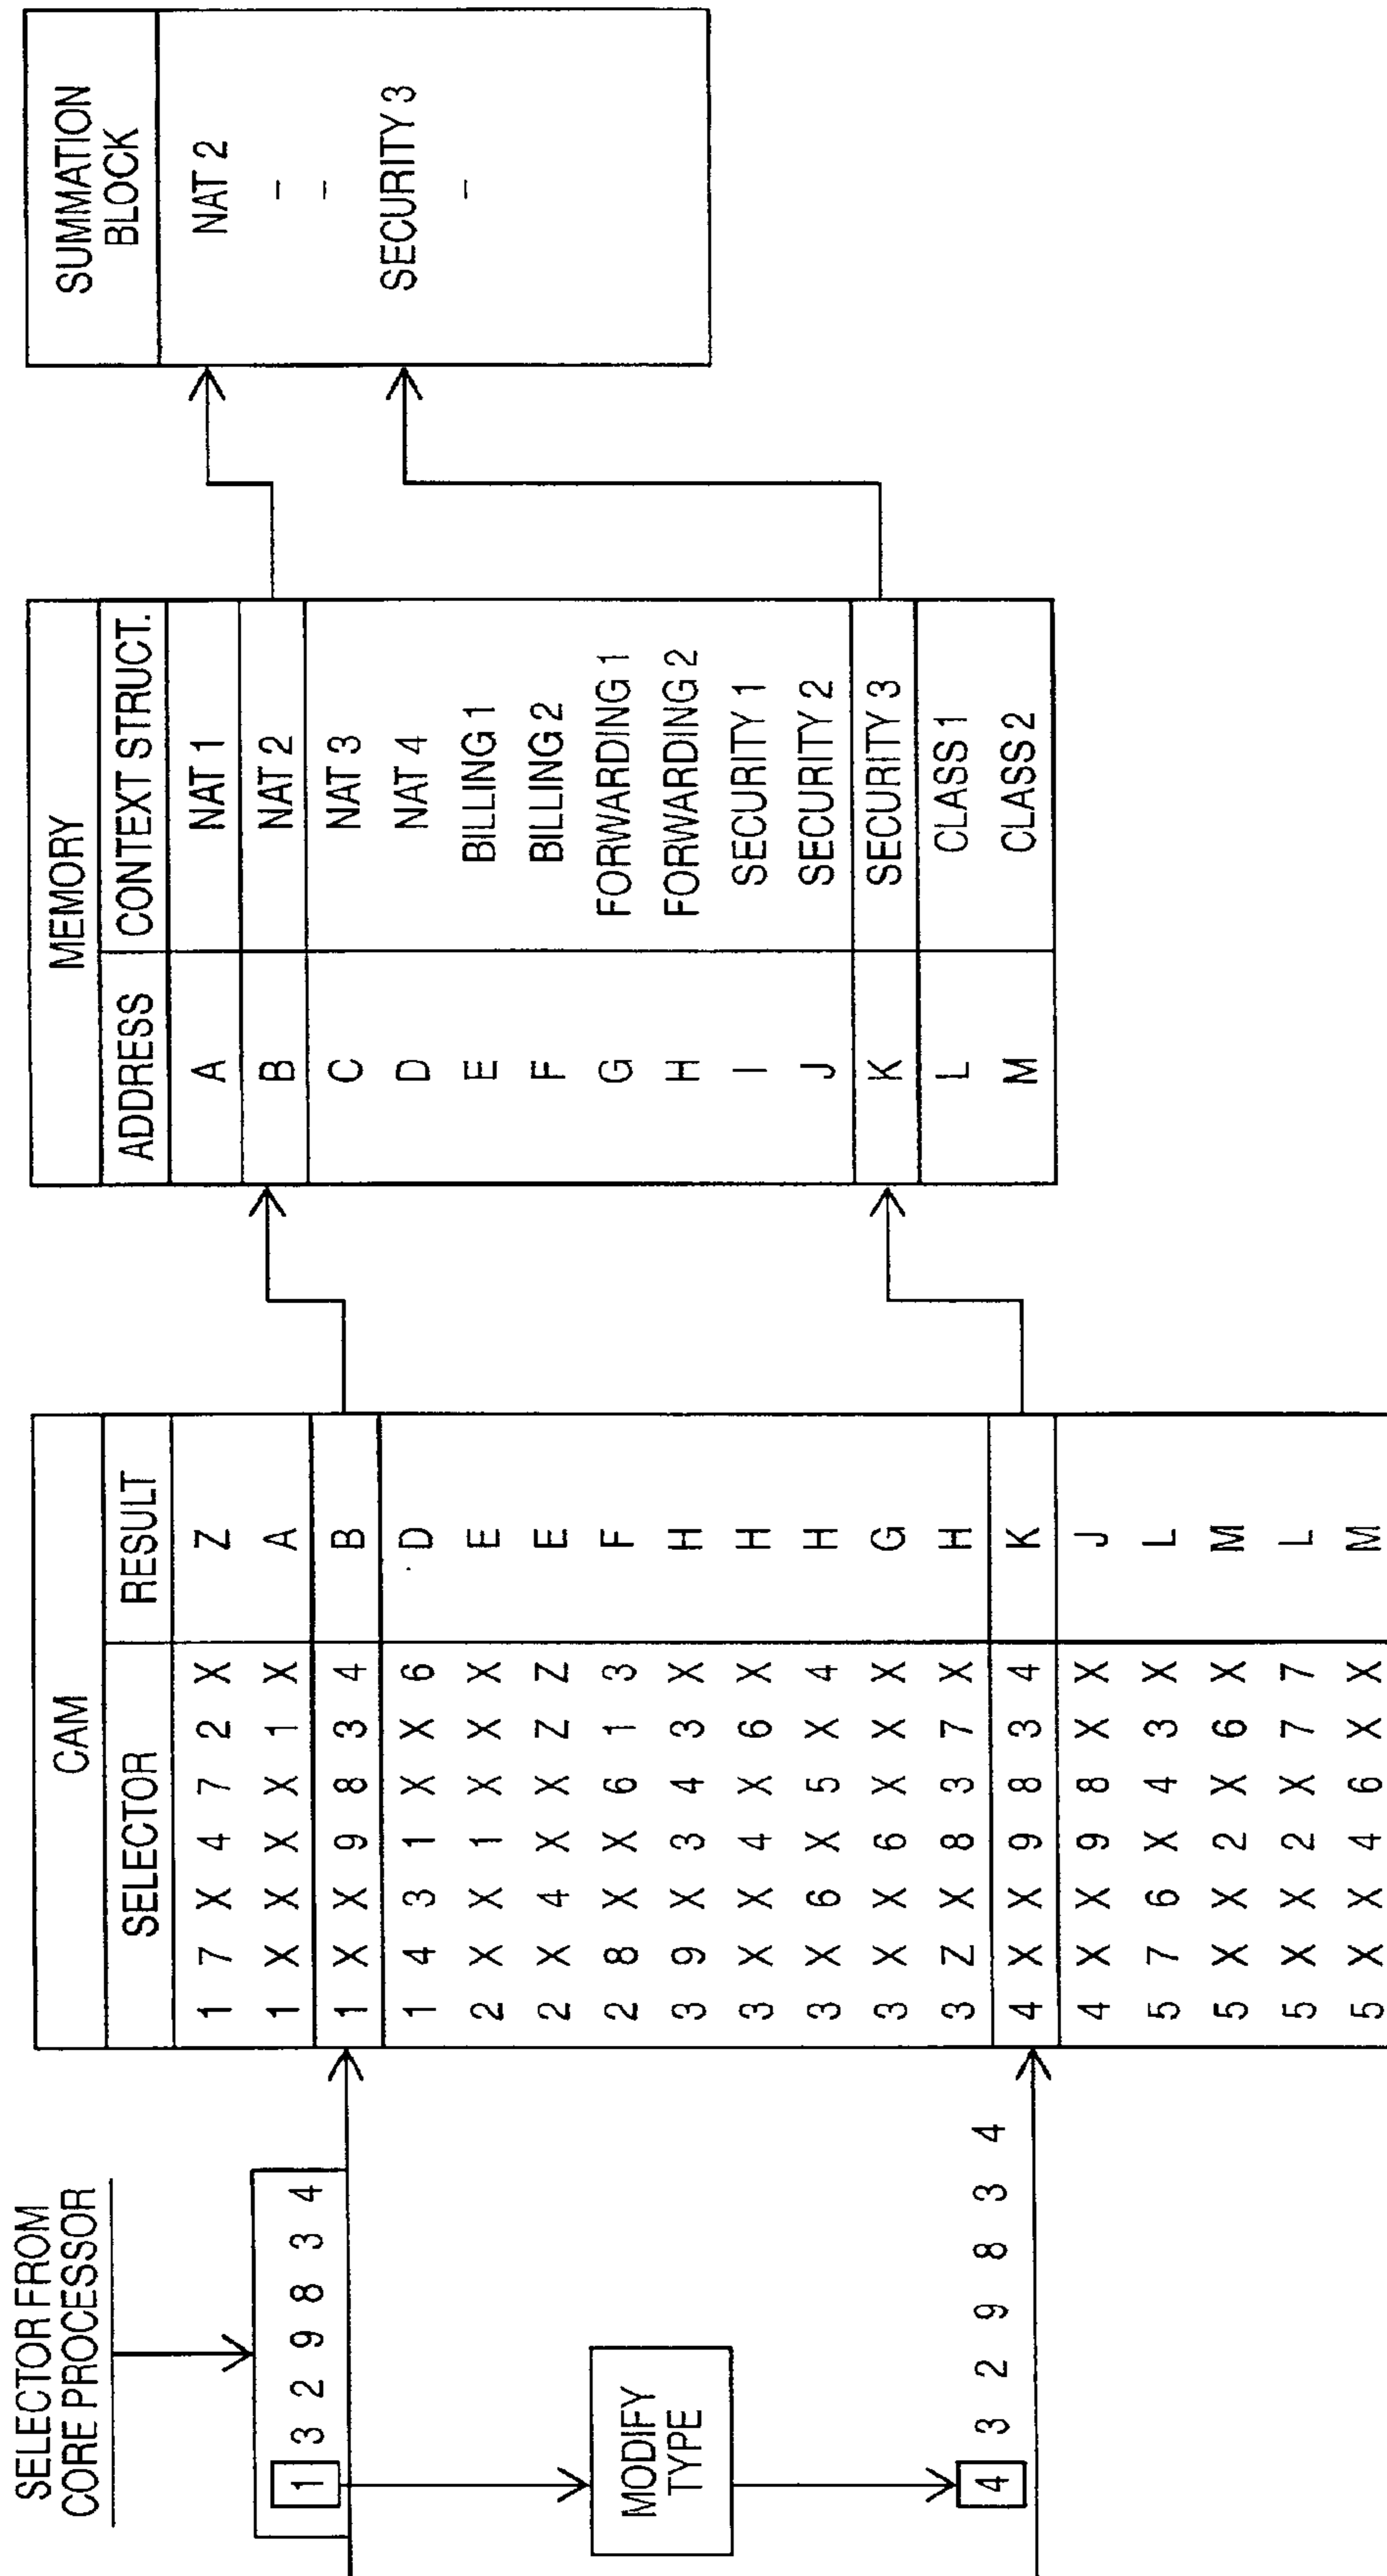 SELECTOR FROM
CORE PROCESSOR
1 3 2 9 8 3 4
MODIFY
TYPE
4 3 2 9 8 3 4
CAM
SELECTOR RESULT
1 7 X 4 7 2 X Z
1 X X X X 1 X A
1 X X 9 8 3 4 B
1 4 3 1 X X 6 D
2 X X 1 X X X E
2 X 4 X X Z Z E
2 8 X X 6 1 3 F
3 9 X 3 4 3 X H
3 X X 4 X 6 X H
3 X 6 X 5 X 4 H
3 X X 6 X X X G
3 Z X 8 3 7 X H
4 X X 9 8 3 4 K
4 X X 9 8 X X J
5 7 6 X 4 3 X L
5 X X 2 X 6 X M
5 X X 2 X 7 7 L
5 X X 4 6 X X M
MEMORY
ADDRESS CONTEXT STRUCT.
A NAT 1
B NAT 2
C NAT 3
D NAT 4
E BILLING 1
F BILLING 2
G FORWARDING 1
H FORWARDING 2
I SECURITY 1
J SECURITY 2
K SECURITY 3
L CLASS 1
M CLASS 2
SUMMATION
BLOCK
NAT 2
–
–
SECURITY 3
–